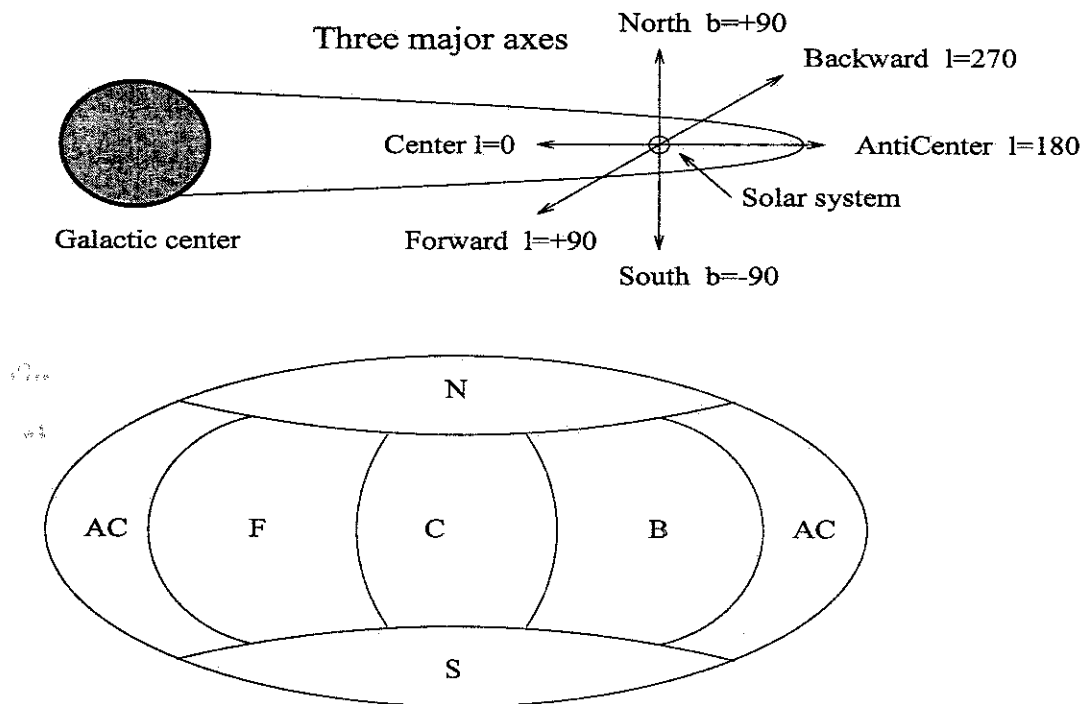 Three major axes
North b=+90
Backward l=270
Center l=0
AntiCenter l=180
Solar system
Forward l=+90
Galactic center
South b=-90
N
AC
F
C
B
AC
S